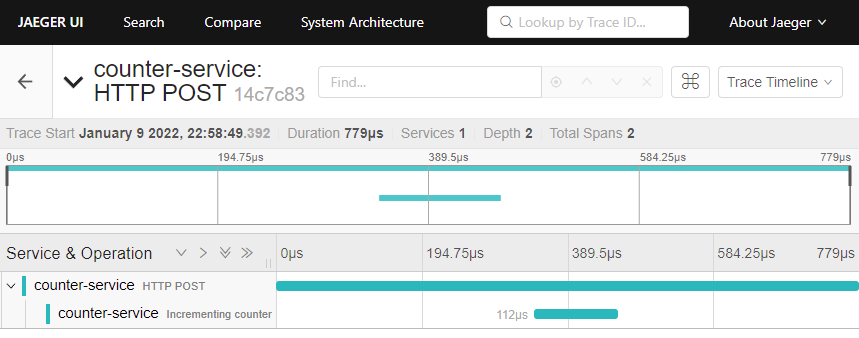 JAEGER UI Search Compare System Architecture Lookup by Trace ID... About Jaeger
counter-service:
HTTP POST 14c7c83
Find...
⌘
Trace Timeline
Trace Start January 9 2022, 22:58:49.392 Duration 779µs Services 1 Depth 2 Total Spans 2
0µs 194.75µs 389.5µs 584.25µs 779µs
Service & Operation 0µs 194.75µs 389.5µs 584.25µs 779µs
counter-service HTTP POST
counter-service Incrementing counter 112µs